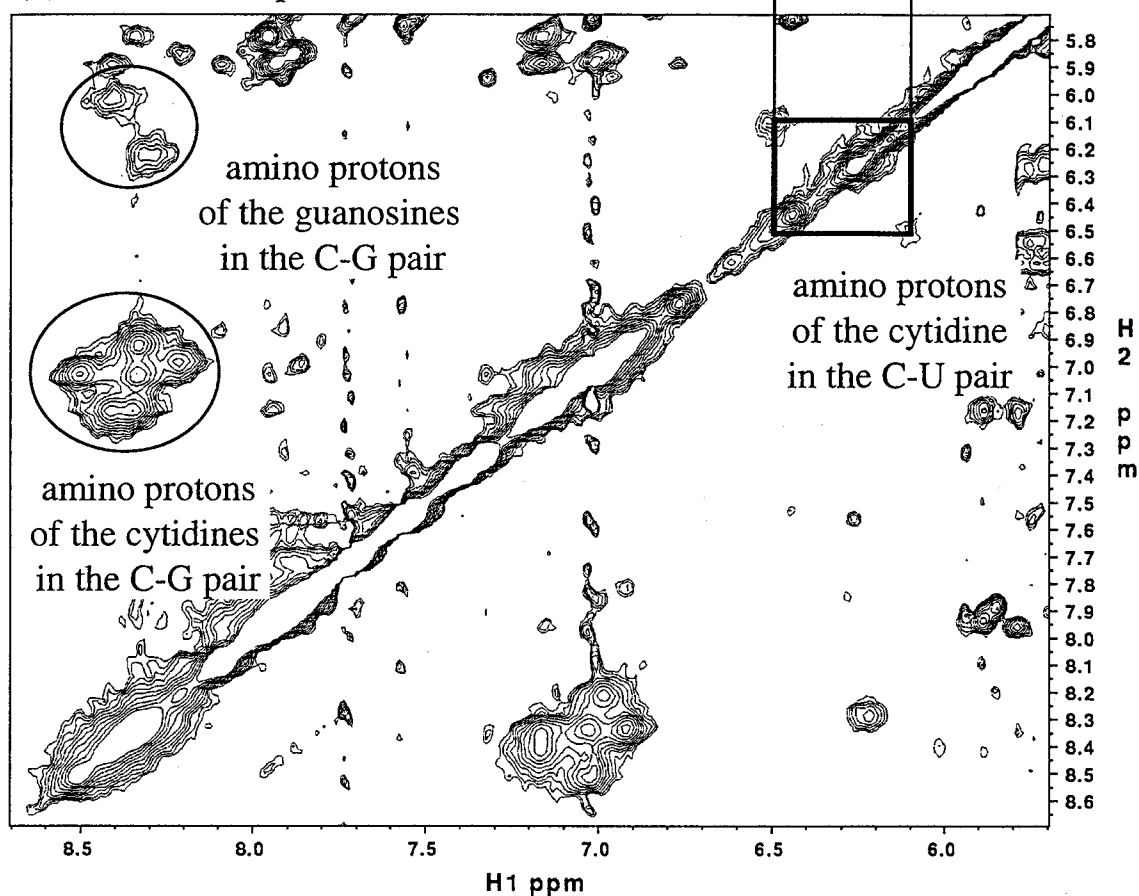 amino protons
of the guanosines
in the C-G pair
amino protons
of the cytidine
in the C-U pair
amino protons
of the cytidines
in the C-G pair
5.8
5.9
6.0
6.1
6.2
6.3
6.4
6.5
6.6
6.7
6.8
6.9
7.0
7.1
7.2
7.3
7.4
7.5
7.6
7.7
7.8
7.9
8.0
8.1
8.2
8.3
8.4
8.5
8.6
H
2
p
p
m
8.5 8.0 7.5 7.0 6.5 6.0
H1 ppm